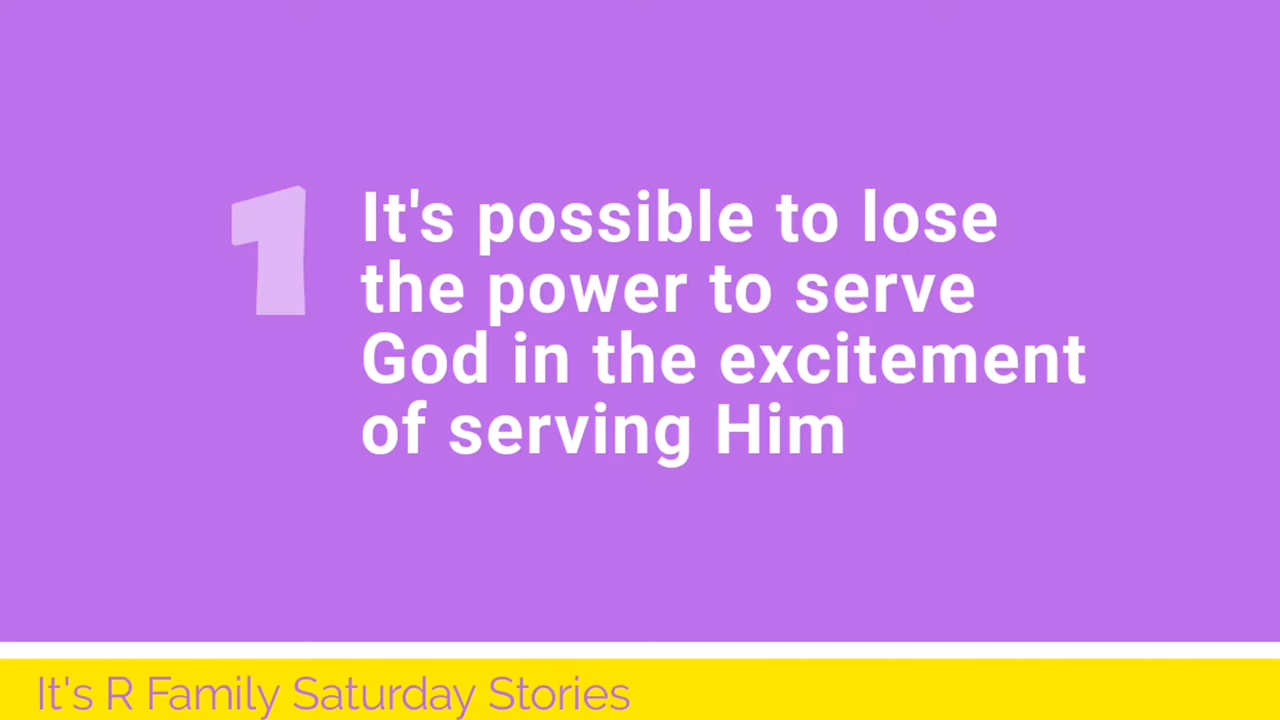 1
It's possible to lose
the power to serve
God in the excitement
of serving Him
It's R Family Saturday Stories